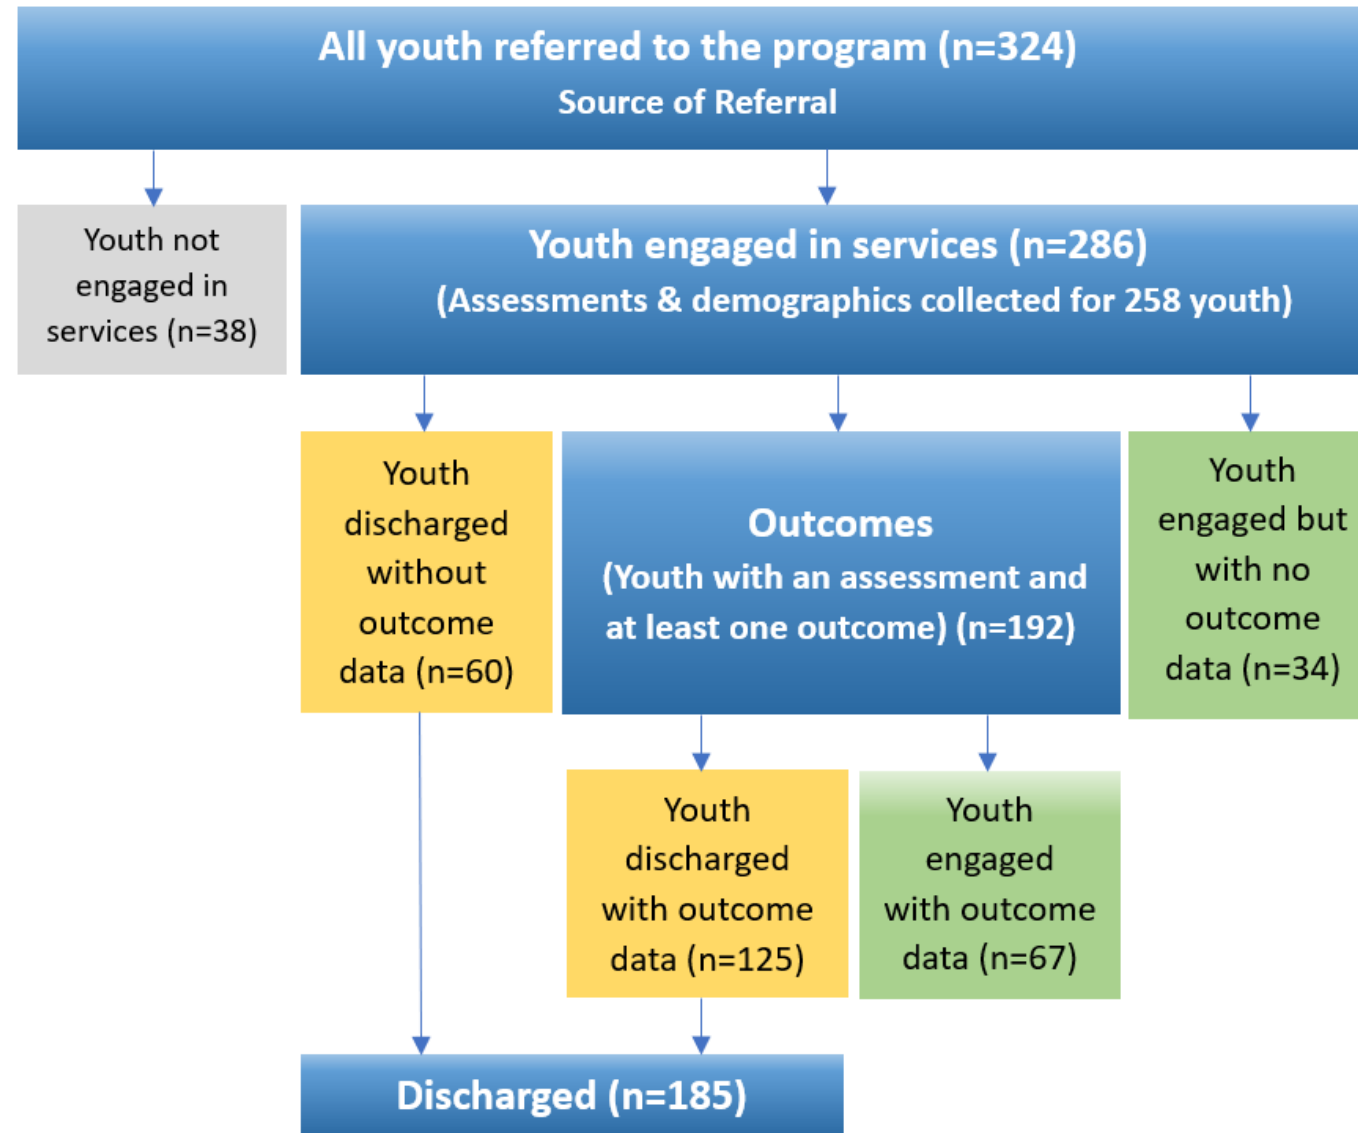 All youth referred to the program (n=324)
Source of Referral
Youth not
engaged in
services (n=38)
Youth engaged in services (n=286)
(Assessments & demographics collected for 258 youth)
Youth
discharged
without
outcome
data (n=60)
Outcomes
(Youth with an assessment and
at least one outcome) (n=192)
Youth
engaged but
with no
outcome
data (n=34)
Youth
discharged
with outcome
data (n=125)
Youth
engaged
with outcome
data (n=67)
Discharged (n=185)